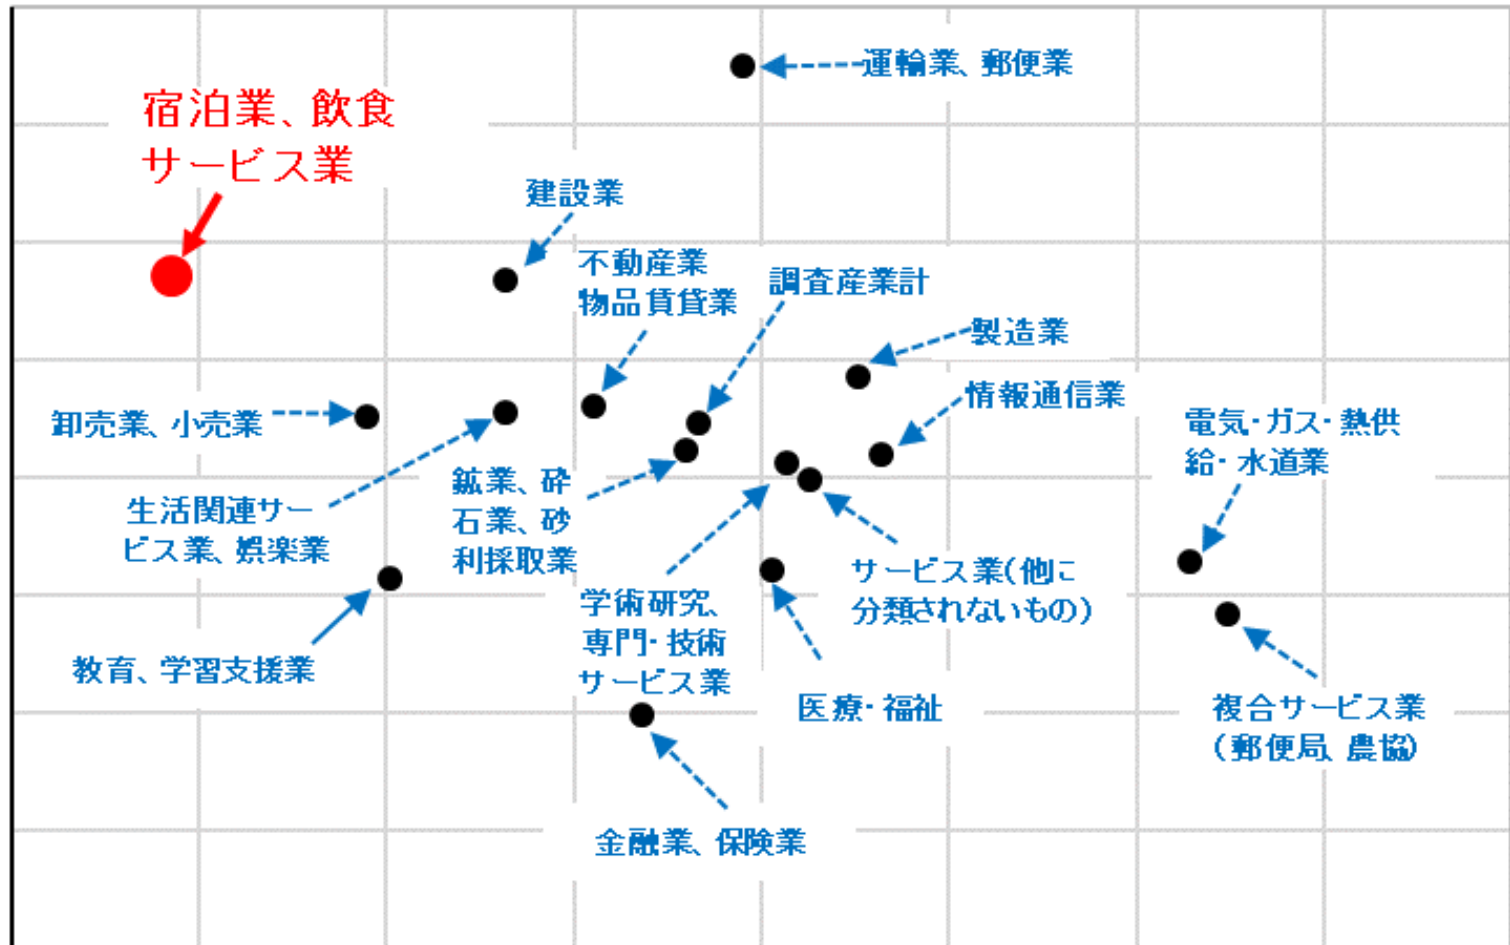 運輸業、郵便業
宿泊業、飲食
サービス業
建設業
不動産業
物品賃貸業
調査産業計
製造業
情報通信業
卸売業、小売業
電気・ガス・熱供
給・水道業
生活関連サー
ビス業、娯楽業
鉱業、砕
石業、砂
利採取業
サービス業(他に
分類されないもの)
学術研究、
専門・技術
サービス業
教育、学習支援業
医療・福祉
複合サービス業
(郵便局、農協)
金融業、保険業